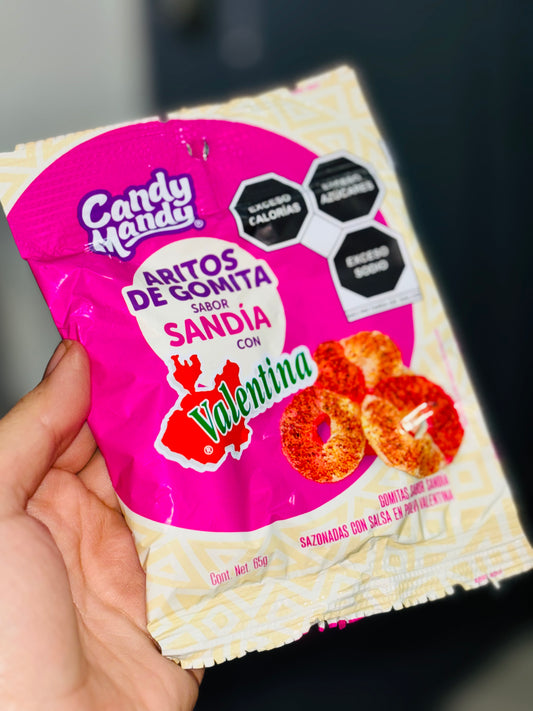 Candy
Mandy®
EXCESO
CALORÍAS
EXCESO
AZÚCARES
EXCESO
SODIO
ARITOS
DE GOMITA
SABOR
SANDÍA
CON
Valentina
®
GOMITAS SABOR SANDÍA
SAZONADAS CON SALSA EN POLVO VALENTINA
Cont. Net. 65g